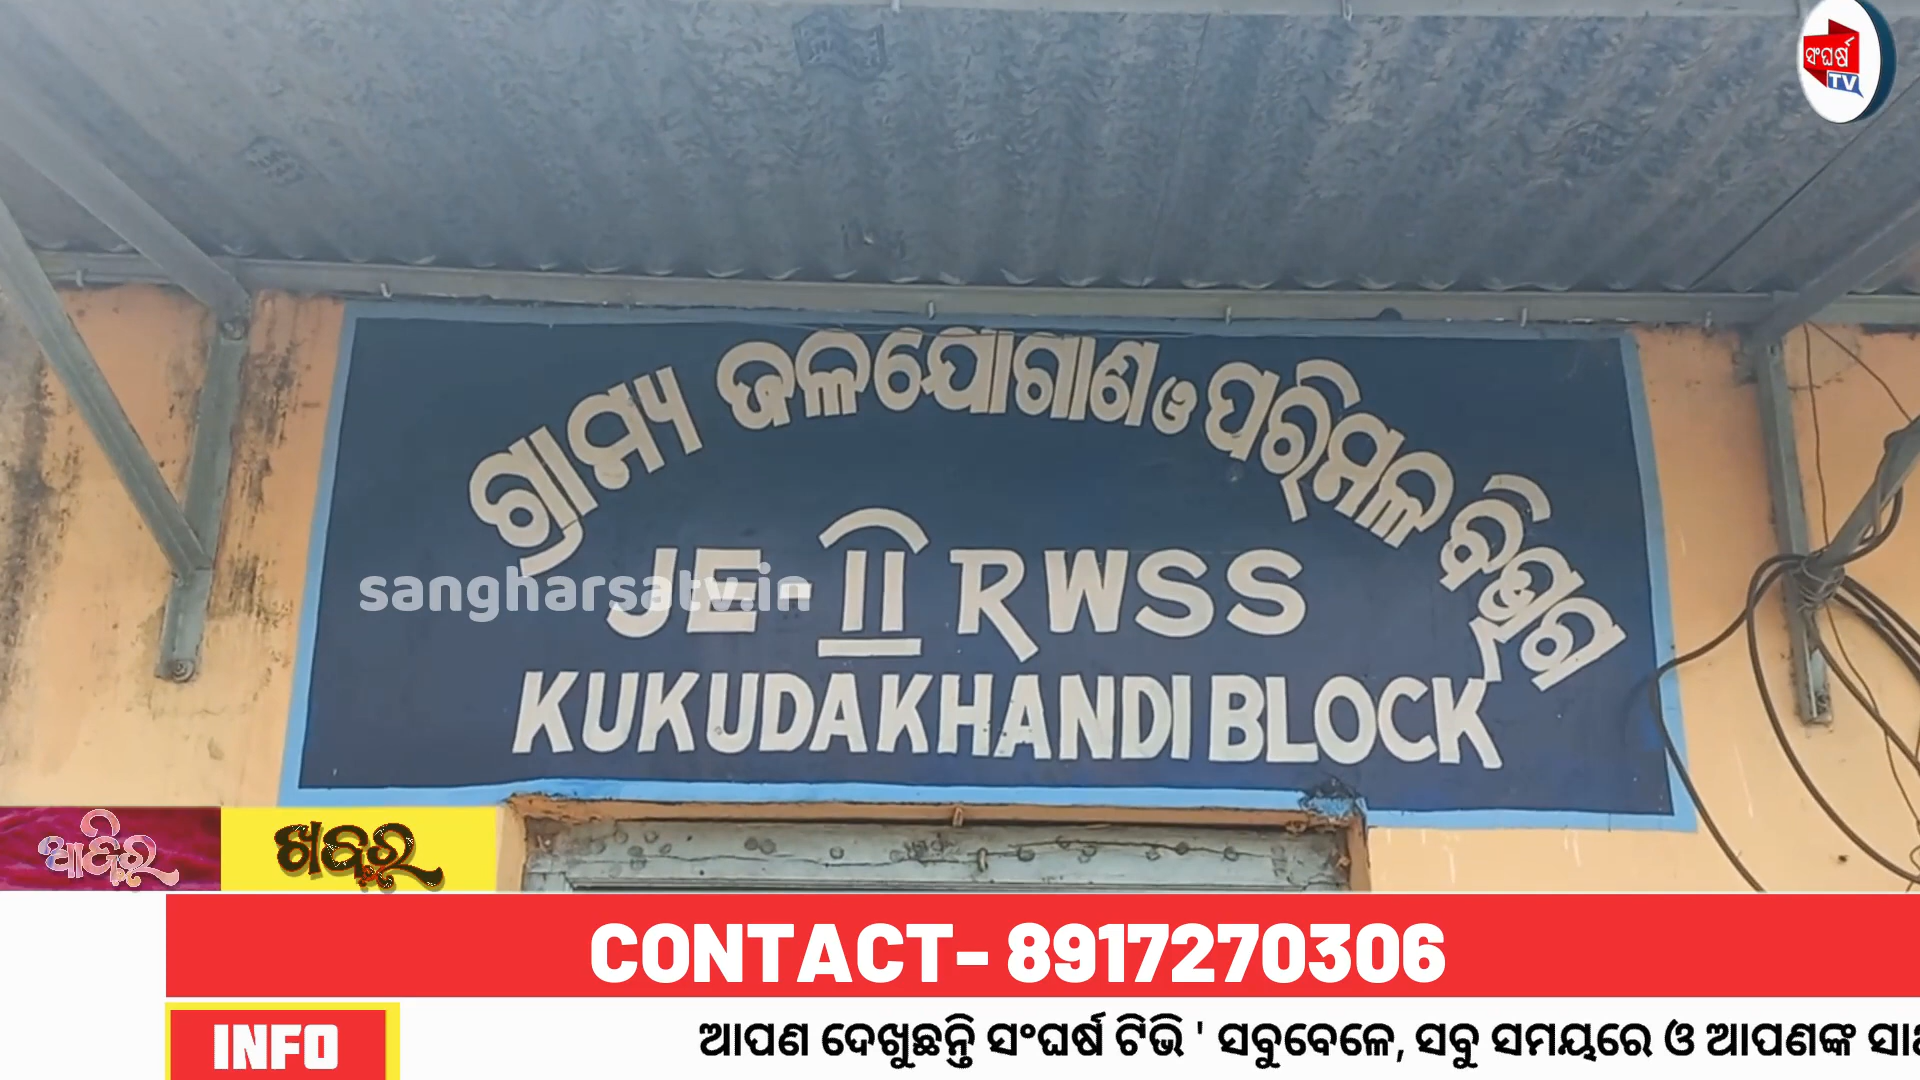 ସଂଘର୍ଷ
TV
ଗ୍ରାମ୍ୟ ଜଳଯୋଗାଣ ଓ ପରିମଳ ବିଭାଗ
JE-II RWSS
sangharsatv.in
KUKUDAKHANDI BLOCK
ଆଜିର ଖବର
CONTACT- 8917270306
INFO
ଆପଣ ଦେଖୁଛନ୍ତି ସଂଘର୍ଷ ଟିଭି ' ସବୁବେଳେ, ସବୁ ସମୟରେ ଓ ଆପଣଙ୍କ